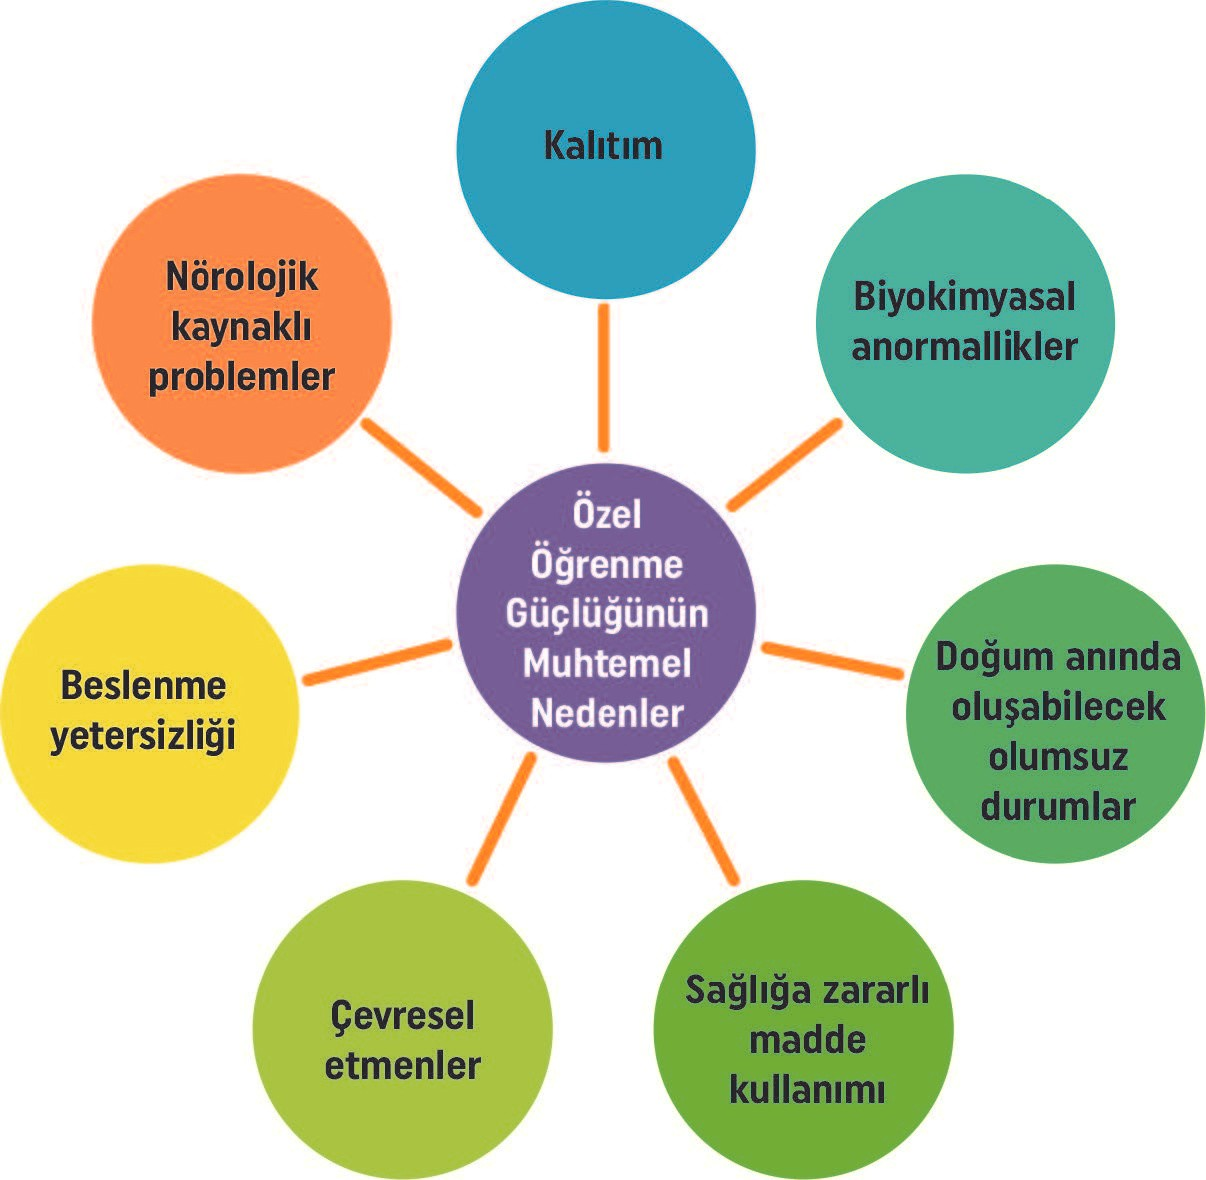 Kalıtım
Nörolojik
kaynaklı
problemler
Biyokimyasal
anormallikler
Özel
Öğrenme
Güçlüğünün
Muhtemel
Nedenler
Beslenme
yetersizliği
Doğum anında
oluşabilecek
olumsuz
durumlar
Çevresel
etmenler
Sağlığa zararlı
madde
kullanımı